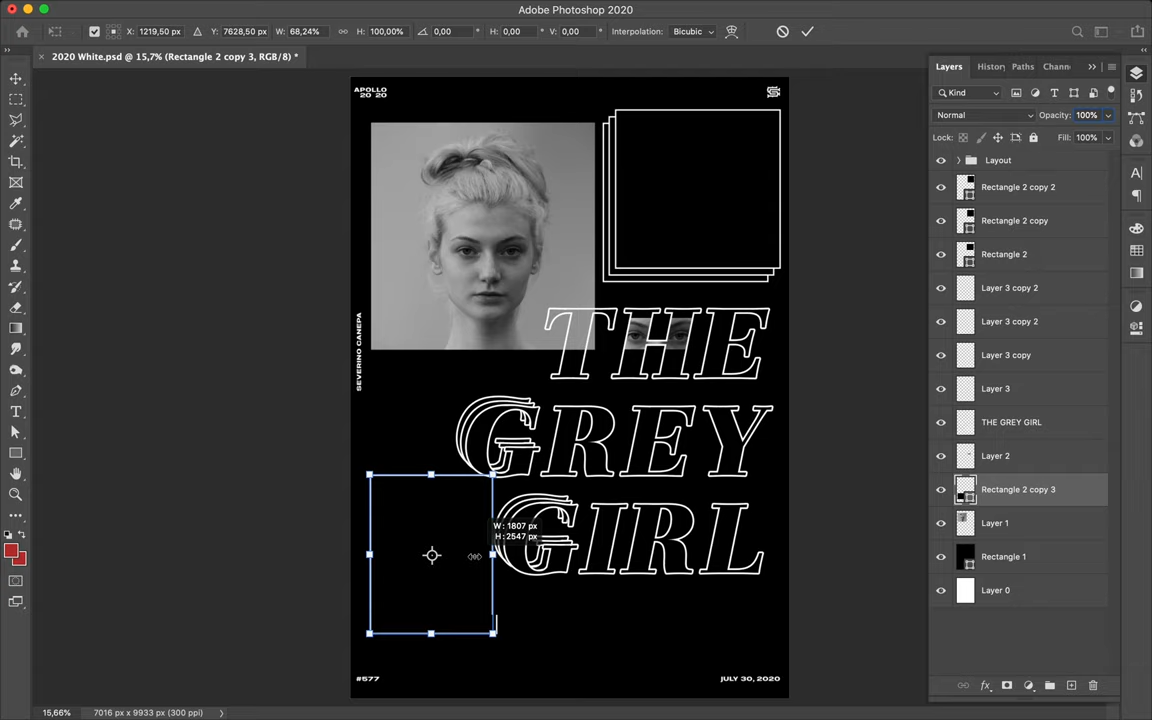 Adobe Photoshop 2020
X: 1219,50 px Y: 7628,50 px W: 68,24% H: 100,00% 0,00 ° H: 0,00 ° V: 0,00 ° Interpolation: Bicubic
× 2020 White.psd @ 15,7% (Rectangle 2 copy 3, RGB/8) *
Layers History Paths Chann
Kind
Normal Opacity: 100%
Lock: Fill: 100%
Layout
Rectangle 2 copy 2
Rectangle 2 copy
Rectangle 2
Layer 3 copy 2
Layer 3 copy 2
Layer 3 copy
Layer 3
THE GREY GIRL
Layer 2
Rectangle 2 copy 3
Layer 1
Rectangle 1
Layer 0
APOLLO
20 20
SEVERINO CANEPA
THE
GREY
GIRL
W: 1807 px
H: 2547 px
#577
JULY 30, 2020
15,66% 7016 px x 9933 px (300 ppi)